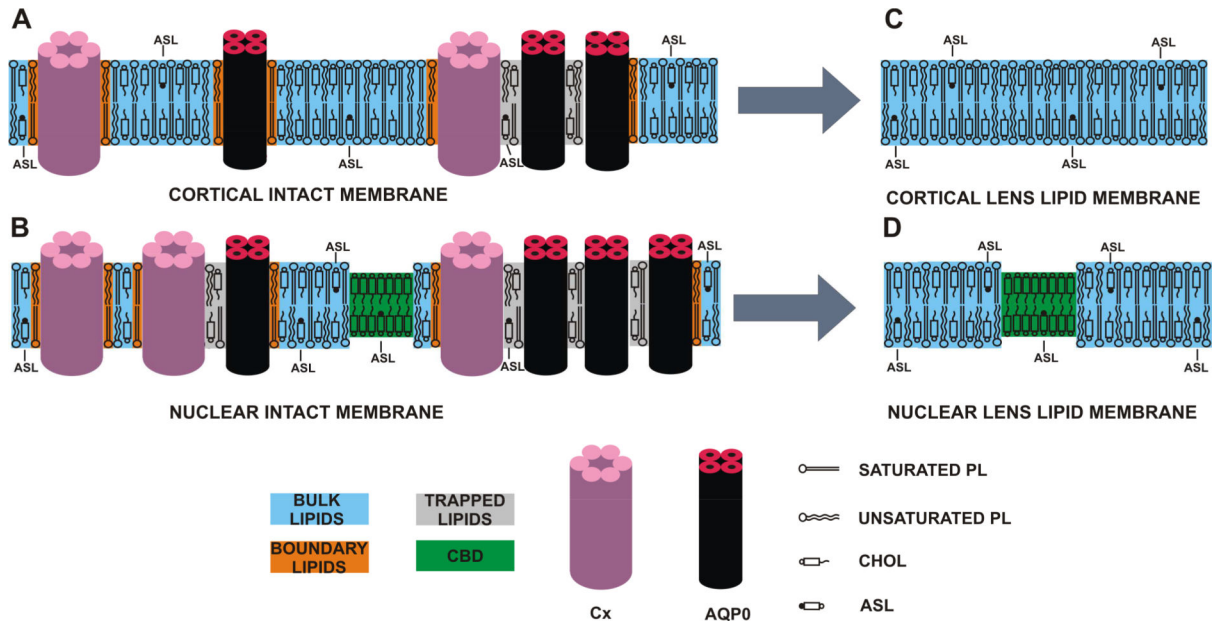 A
C
ASL
ASL
ASL
ASL
ASL
ASL
ASL
ASL
ASL
ASL
CORTICAL INTACT MEMBRANE
CORTICAL LENS LIPID MEMBRANE
B
D
ASL
ASL
ASL
ASL
ASL
ASL
ASL
ASL
ASL
ASL
ASL
ASL
NUCLEAR INTACT MEMBRANE
NUCLEAR LENS LIPID MEMBRANE
BULK
LIPIDS
TRAPPED
LIPIDS
BOUNDARY
LIPIDS
CBD
Cx
AQP0
SATURATED PL
UNSATURATED PL
CHOL
ASL